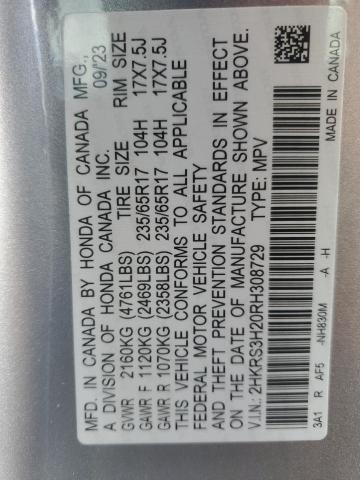 MFD. IN CANADA BY HONDA OF CANADA MFG.,
A DIVISION OF HONDA CANADA INC. 09/23
GVWR 2160KG (4761LBS) TIRE SIZE RIM SIZE
GAWR F 1120KG (2469LBS) 235/65R17 104H 17X7.5J
GAWR R 1070KG (2358LBS) 235/65R17 104H 17X7.5J
THIS VEHICLE CONFORMS TO ALL APPLICABLE
FEDERAL MOTOR VEHICLE SAFETY
AND THEFT PREVENTION STANDARDS IN EFFECT
ON THE DATE OF MANUFACTURE SHOWN ABOVE.
V.I.N.: 2HKRS3H20RH308729 TYPE: MPV
3A1 R AF5 -NH830M -A -H MADE IN CANADA